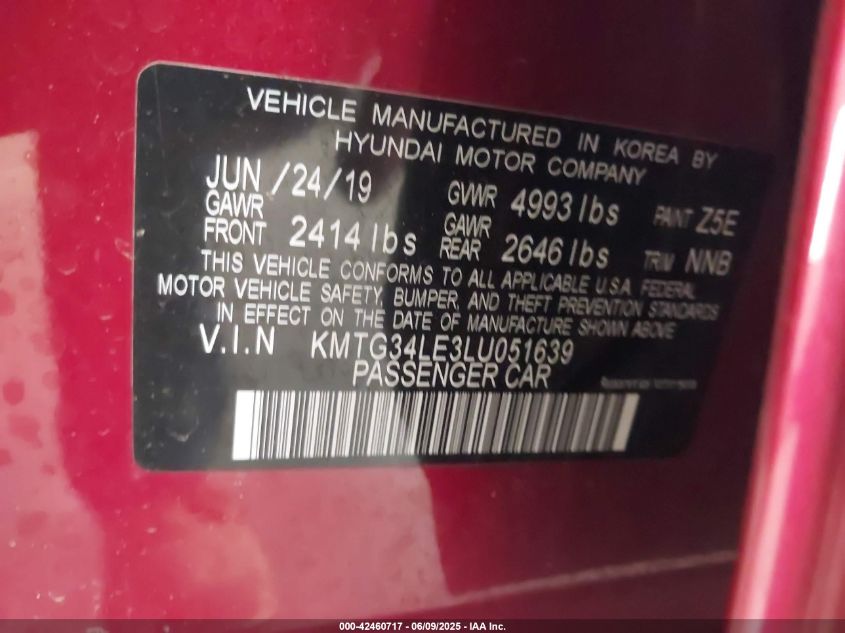 VEHICLE MANUFACTURED IN KOREA BY
HYUNDAI MOTOR COMPANY
JUN / 24 / 19 GVWR 4993 lbs PAINT Z5E
GAWR FRONT 2414 lbs GAWR REAR 2646 lbs TRIM NNB
THIS VEHICLE CONFORMS TO ALL APPLICABLE U.S.A. FEDERAL
MOTOR VEHICLE SAFETY, BUMPER, AND THEFT PREVENTION STANDARDS
IN EFFECT ON THE DATE OF MANUFACTURE SHOWN ABOVE
V.I.N KMTG34LE3LU051639
PASSENGER CAR
000-42460717 - 06/09/2025 - IAA Inc.